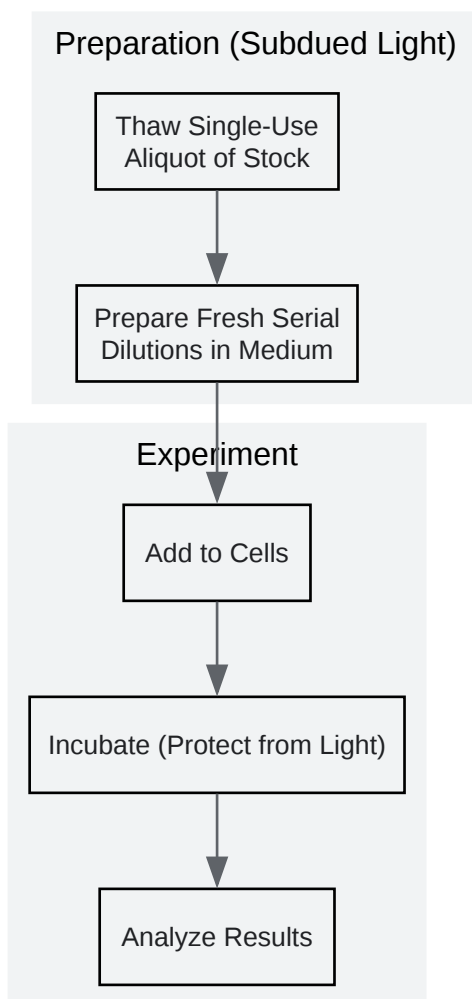 Preparation (Subdued Light)
Thaw Single-Use
Aliquot of Stock
Prepare Fresh Serial
Dilutions in Medium
Experiment
Add to Cells
Incubate (Protect from Light)
Analyze Results